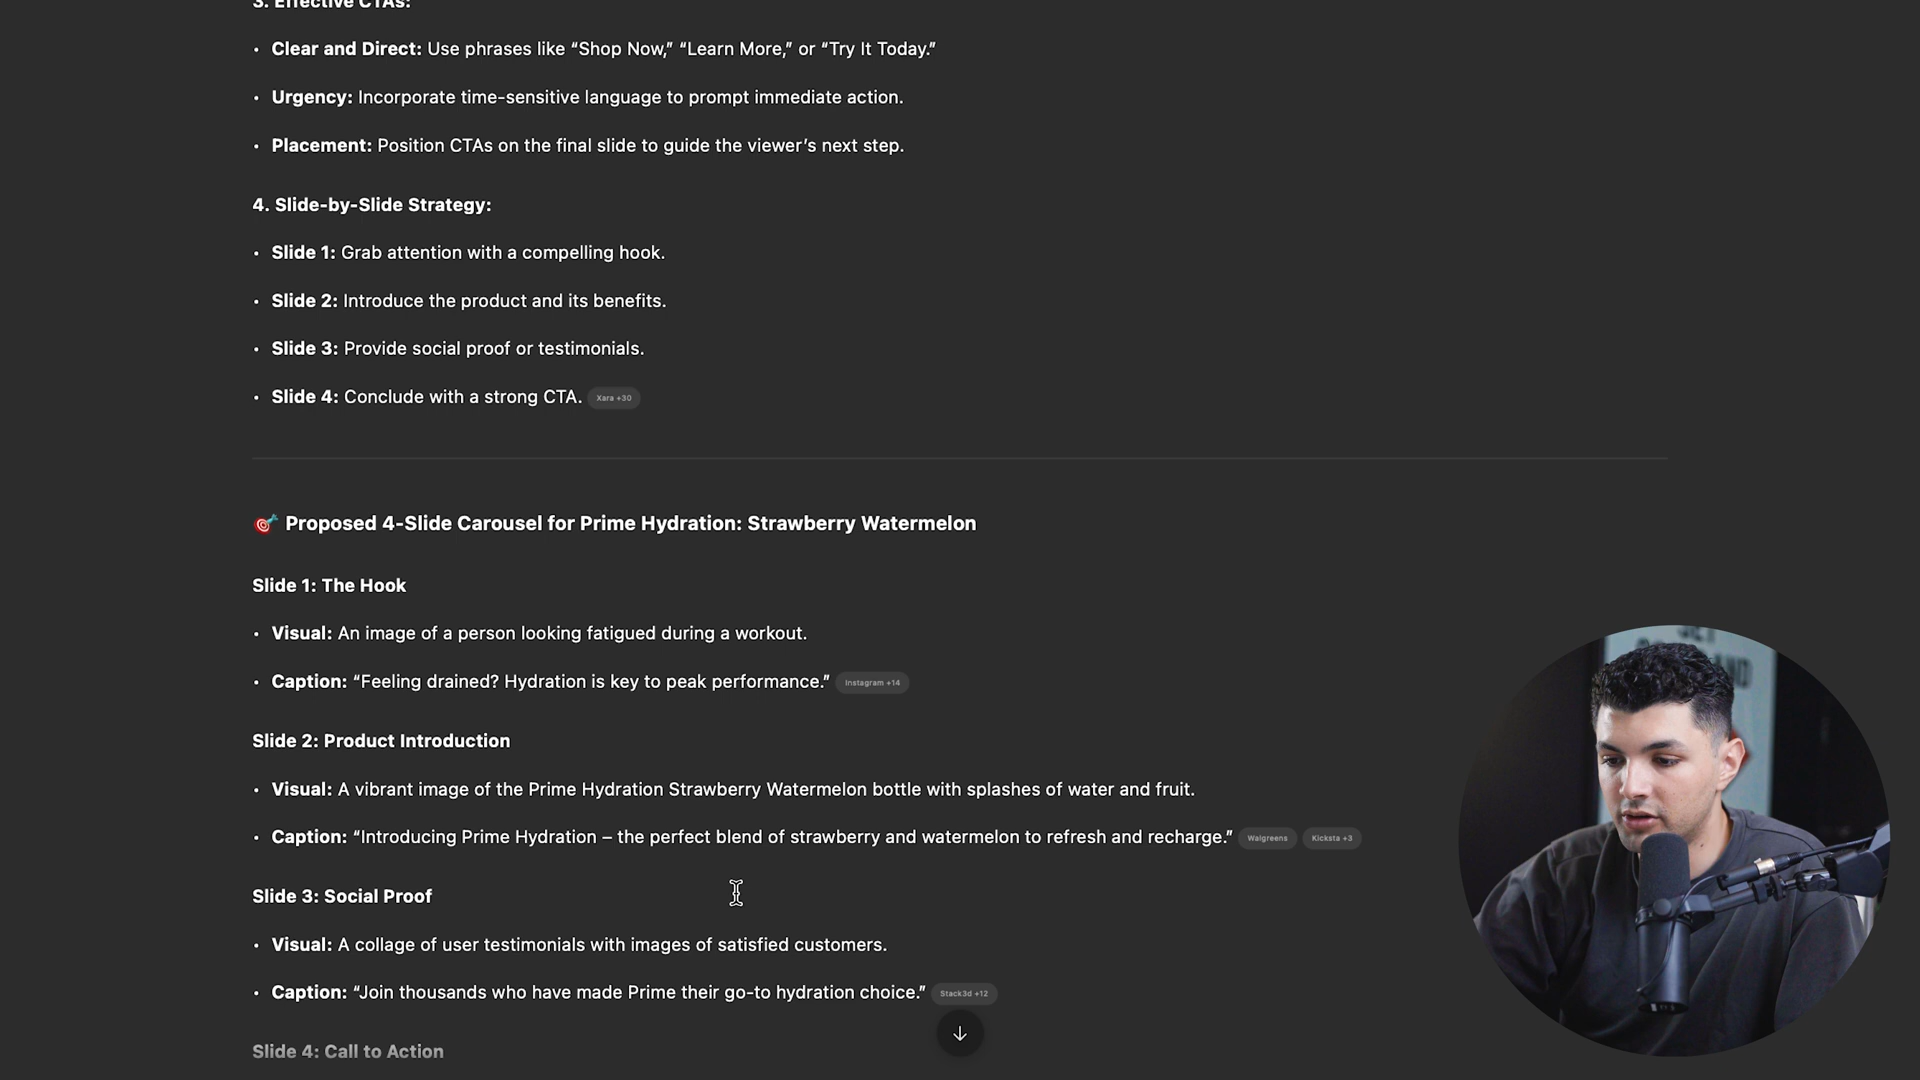 3. Effective CTAs:
• Clear and Direct: Use phrases like “Shop Now,” “Learn More,” or “Try It Today.”
• Urgency: Incorporate time-sensitive language to prompt immediate action.
• Placement: Position CTAs on the final slide to guide the viewer’s next step.
4. Slide-by-Slide Strategy:
• Slide 1: Grab attention with a compelling hook.
• Slide 2: Introduce the product and its benefits.
• Slide 3: Provide social proof or testimonials.
• Slide 4: Conclude with a strong CTA. Xara +30
🎯 Proposed 4-Slide Carousel for Prime Hydration: Strawberry Watermelon
Slide 1: The Hook
• Visual: An image of a person looking fatigued during a workout.
• Caption: “Feeling drained? Hydration is key to peak performance.” Instagram +14
Slide 2: Product Introduction
• Visual: A vibrant image of the Prime Hydration Strawberry Watermelon bottle with splashes of water and fruit.
• Caption: “Introducing Prime Hydration – the perfect blend of strawberry and watermelon to refresh and recharge.” Walgreens Kicksta +3
Slide 3: Social Proof
• Visual: A collage of user testimonials with images of satisfied customers.
• Caption: “Join thousands who have made Prime their go-to hydration choice.” Stack3d +12
Slide 4: Call to Action